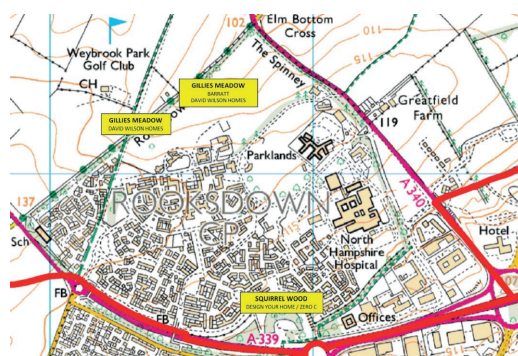 102
Elm Bottom
Cross
110
Weybrook Park
Golf Club
115
The Spinney
CH
GILLIES MEADOW
BARRATT
DAVID WILSON HOMES
GILLIES MEADOW
DAVID WILSON HOMES
Greatfield
Farm
119
Parklands
A 340
137
ROOKSDOWN
CP
Sch
North
Hampshire
Hospital
Hotel
FB
SQUIRREL WOOD
DESIGN YOUR HOME / ZERO C
Offices
FB
A-339